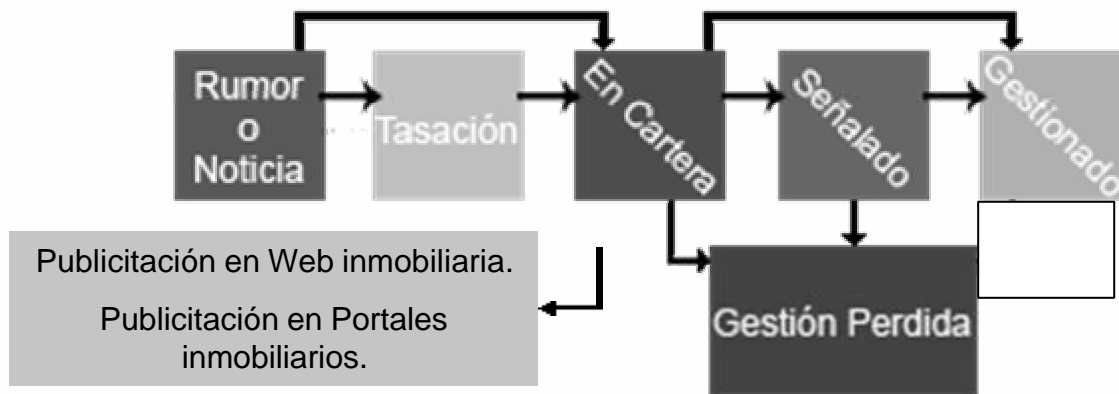 Rumor
o
Noticia
Tasación
En Cartera
Señalado
Gestionado
Publicitación en Web inmobiliaria.
Publicitación en Portales
inmobiliarios.
Gestión Perdida